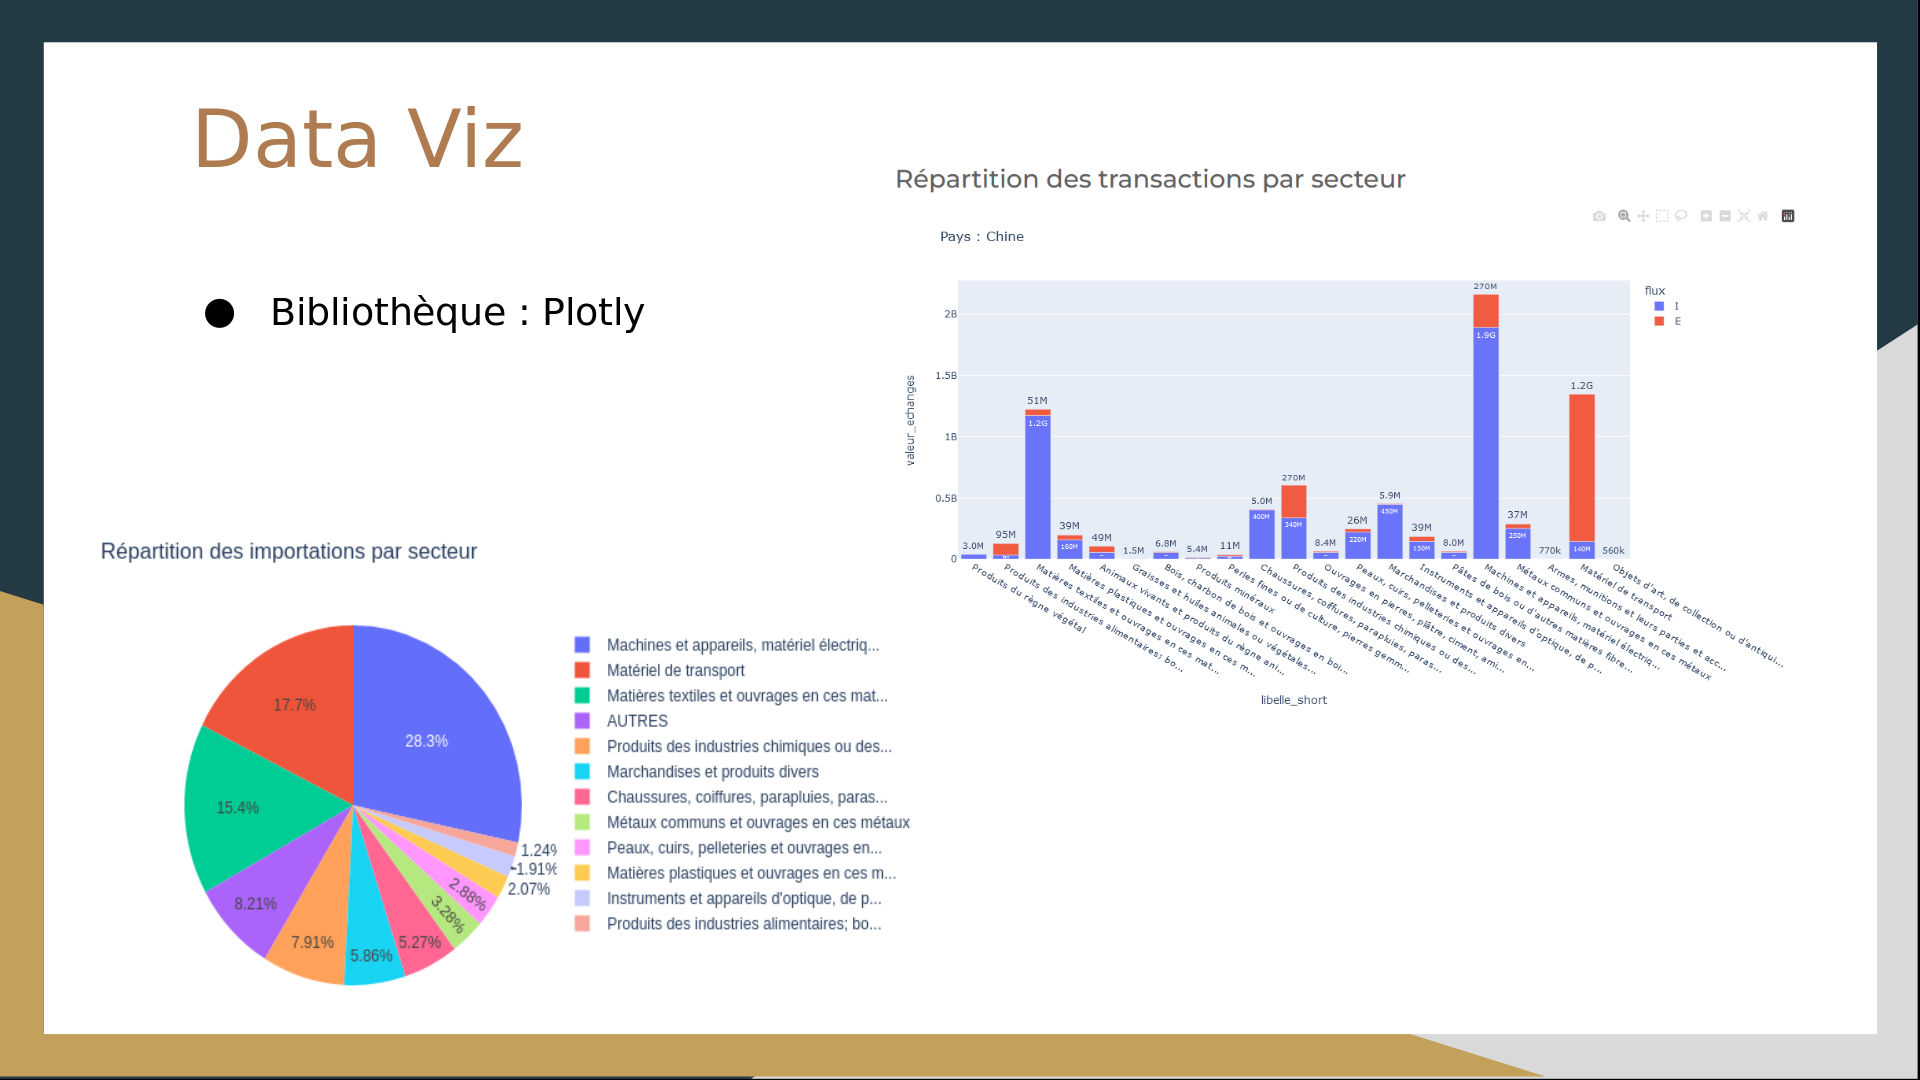 Data Viz
● Bibliothèque : Plotly
Répartition des transactions par secteur
Pays : Chine
valeur_echanges
2B
1.5B
1B
0.5B
0
3.0M
95M
51M
1.2G
39M
160M
49M
1.5M
6.8M
5.4M
11M
5.0M
400M
270M
340M
8.4M
26M
220M
5.9M
450M
39M
150M
8.0M
270M
1.9G
37M
250M
770k
1.2G
140M
560k
flux
I
E
Produits du règne végétal
Produits des industries alimentaires; bo...
Matières textiles et ouvrages en ces mat...
Matières plastiques et ouvrages en ces m...
Animaux vivants et produits du règne ani...
Graisses et huiles animales ou végétales...
Bois, charbon de bois et ouvrages en boi...
Produits minéraux
Perles fines ou de culture, pierres gemm...
Chaussures, coiffures, parapluies, paras...
Produits des industries chimiques ou des...
Ouvrages en pierres, plâtre, ciment, ami...
Peaux, cuirs, pelleteries et ouvrages en...
Marchandises et produits divers
Instruments et appareils d'optique, de p...
Pâtes de bois ou d'autres matières fibre...
Machines et appareils, matériel électriq...
Métaux communs et ouvrages en ces métaux
Armes, munitions et leurs parties et acc...
Matériel de transport
Objets d'art, de collection ou d'antiqui...
libelle_short
Répartition des importations par secteur
28.3%
17.7%
15.4%
8.21%
7.91%
5.86%
5.27%
3.28%
2.88%
2.07%
1.91%
1.24%
Machines et appareils, matériel électriq...
Matériel de transport
Matières textiles et ouvrages en ces mat...
AUTRES
Produits des industries chimiques ou des...
Marchandises et produits divers
Chaussures, coiffures, parapluies, paras...
Métaux communs et ouvrages en ces métaux
Peaux, cuirs, pelleteries et ouvrages en...
Matières plastiques et ouvrages en ces m...
Instruments et appareils d'optique, de p...
Produits des industries alimentaires; bo...